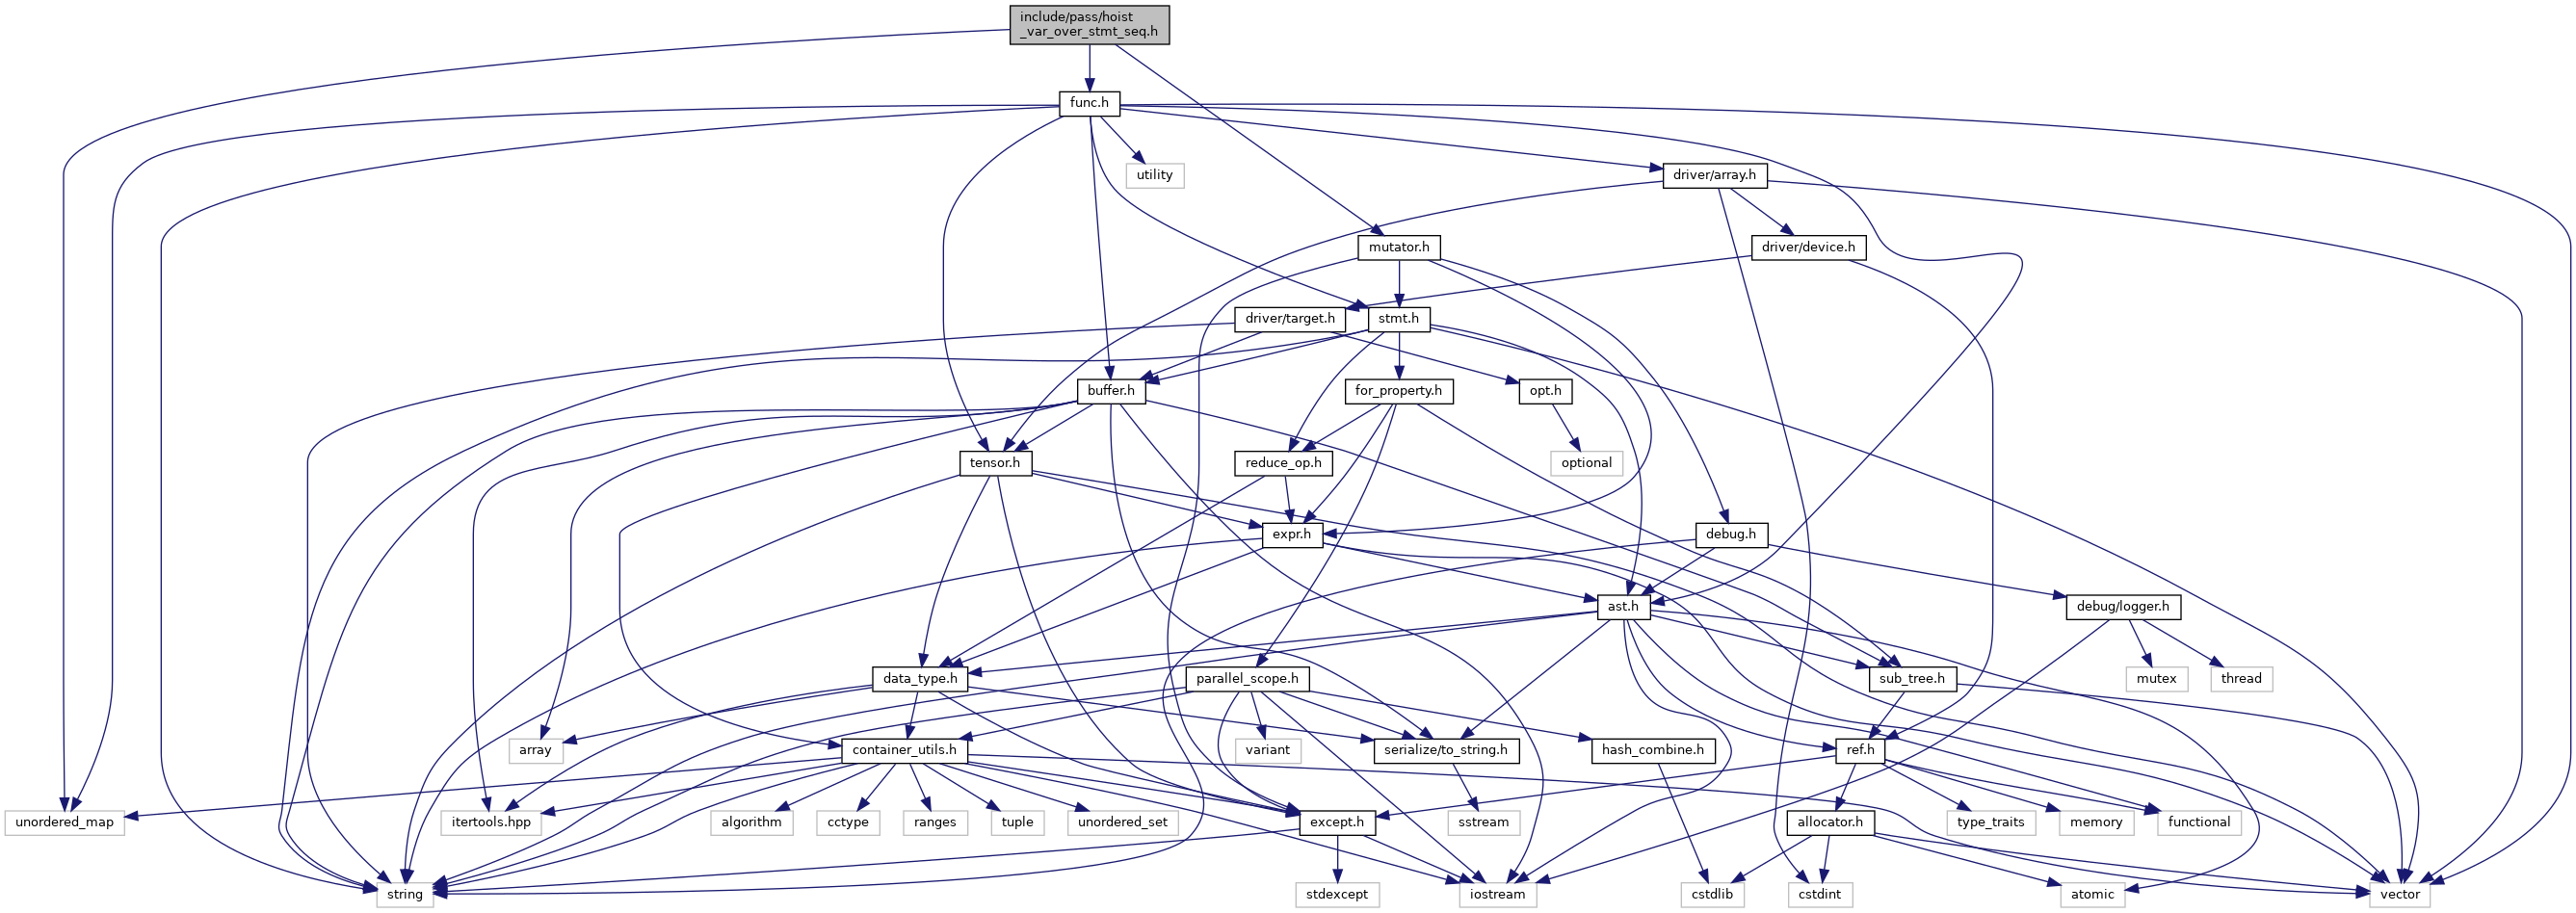 include/pass/hoist
_var_over_stmt_seq.h
func.h
utility
driver/array.h
mutator.h
driver/device.h
driver/target.h
stmt.h
buffer.h
for_property.h
opt.h
tensor.h
reduce_op.h
optional
expr.h
debug.h
ast.h
debug/logger.h
data_type.h
parallel_scope.h
sub_tree.h
mutex
thread
array
container_utils.h
variant
serialize/to_string.h
hash_combine.h
ref.h
unordered_map
itertools.hpp
algorithm
cctype
ranges
tuple
unordered_set
except.h
sstream
allocator.h
type_traits
memory
functional
string
stdexcept
iostream
cstdlib
cstdint
atomic
vector